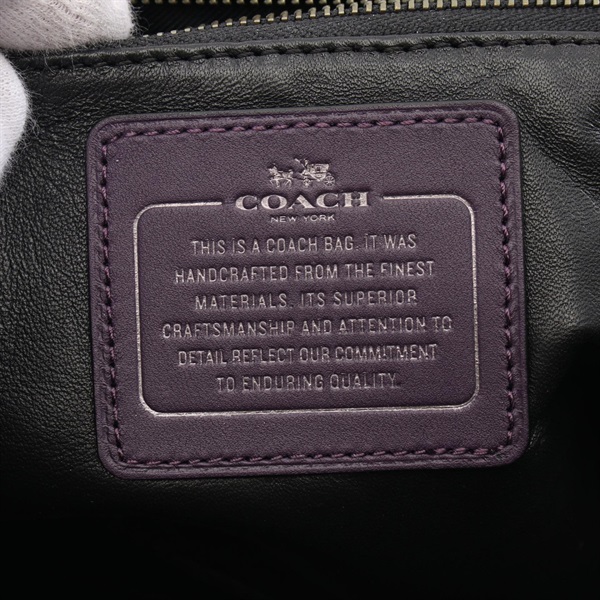 COACH
NEW YORK
THIS IS A COACH BAG. IT WAS
HANDCRAFTED FROM THE FINEST
MATERIALS. ITS SUPERIOR
CRAFTSMANSHIP AND ATTENTION TO
DETAIL REFLECT OUR COMMITMENT
TO ENDURING QUALITY.